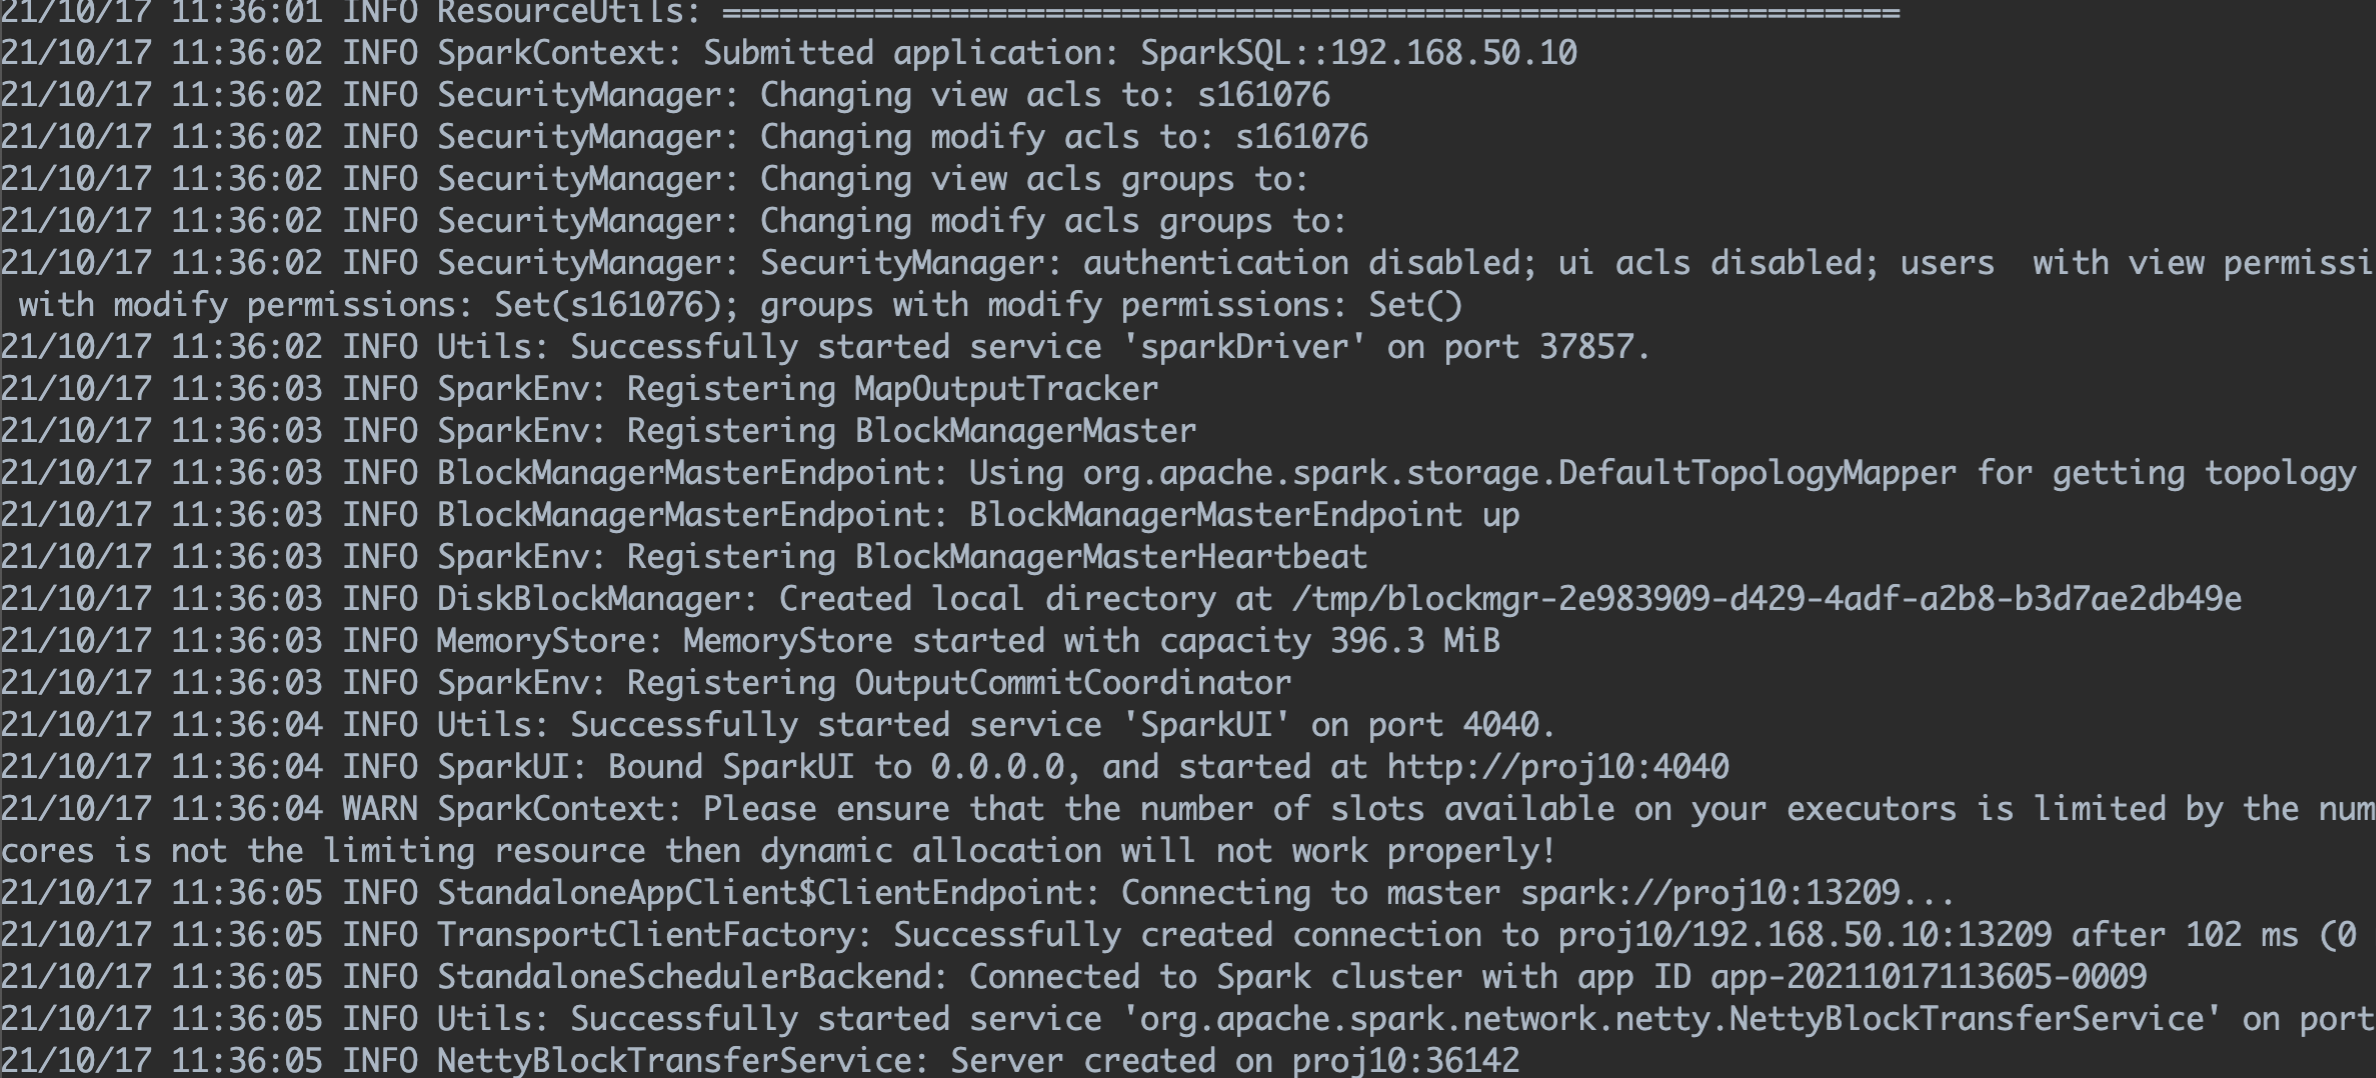 21/10/17 11:36:01 INFO ResourceUtils: ==============================================================
21/10/17 11:36:02 INFO SparkContext: Submitted application: SparkSQL::192.168.50.10
21/10/17 11:36:02 INFO SecurityManager: Changing view acls to: s161076
21/10/17 11:36:02 INFO SecurityManager: Changing modify acls to: s161076
21/10/17 11:36:02 INFO SecurityManager: Changing view acls groups to:
21/10/17 11:36:02 INFO SecurityManager: Changing modify acls groups to:
21/10/17 11:36:02 INFO SecurityManager: SecurityManager: authentication disabled; ui acls disabled; users  with view permissi
with modify permissions: Set(s161076); groups with modify permissions: Set()
21/10/17 11:36:02 INFO Utils: Successfully started service 'sparkDriver' on port 37857.
21/10/17 11:36:03 INFO SparkEnv: Registering MapOutputTracker
21/10/17 11:36:03 INFO SparkEnv: Registering BlockManagerMaster
21/10/17 11:36:03 INFO BlockManagerMasterEndpoint: Using org.apache.spark.storage.DefaultTopologyMapper for getting topology
21/10/17 11:36:03 INFO BlockManagerMasterEndpoint: BlockManagerMasterEndpoint up
21/10/17 11:36:03 INFO SparkEnv: Registering BlockManagerMasterHeartbeat
21/10/17 11:36:03 INFO DiskBlockManager: Created local directory at /tmp/blockmgr-2e983909-d429-4adf-a2b8-b3d7ae2db49e
21/10/17 11:36:03 INFO MemoryStore: MemoryStore started with capacity 396.3 MiB
21/10/17 11:36:03 INFO SparkEnv: Registering OutputCommitCoordinator
21/10/17 11:36:04 INFO Utils: Successfully started service 'SparkUI' on port 4040.
21/10/17 11:36:04 INFO SparkUI: Bound SparkUI to 0.0.0.0, and started at http://proj10:4040
21/10/17 11:36:04 WARN SparkContext: Please ensure that the number of slots available on your executors is limited by the num
cores is not the limiting resource then dynamic allocation will not work properly!
21/10/17 11:36:05 INFO StandaloneAppClient$ClientEndpoint: Connecting to master spark://proj10:13209...
21/10/17 11:36:05 INFO TransportClientFactory: Successfully created connection to proj10/192.168.50.10:13209 after 102 ms (0
21/10/17 11:36:05 INFO StandaloneSchedulerBackend: Connected to Spark cluster with app ID app-20211017113605-0009
21/10/17 11:36:05 INFO Utils: Successfully started service 'org.apache.spark.network.netty.NettyBlockTransferService' on port
21/10/17 11:36:05 INFO NettyBlockTransferService: Server created on proj10:36142